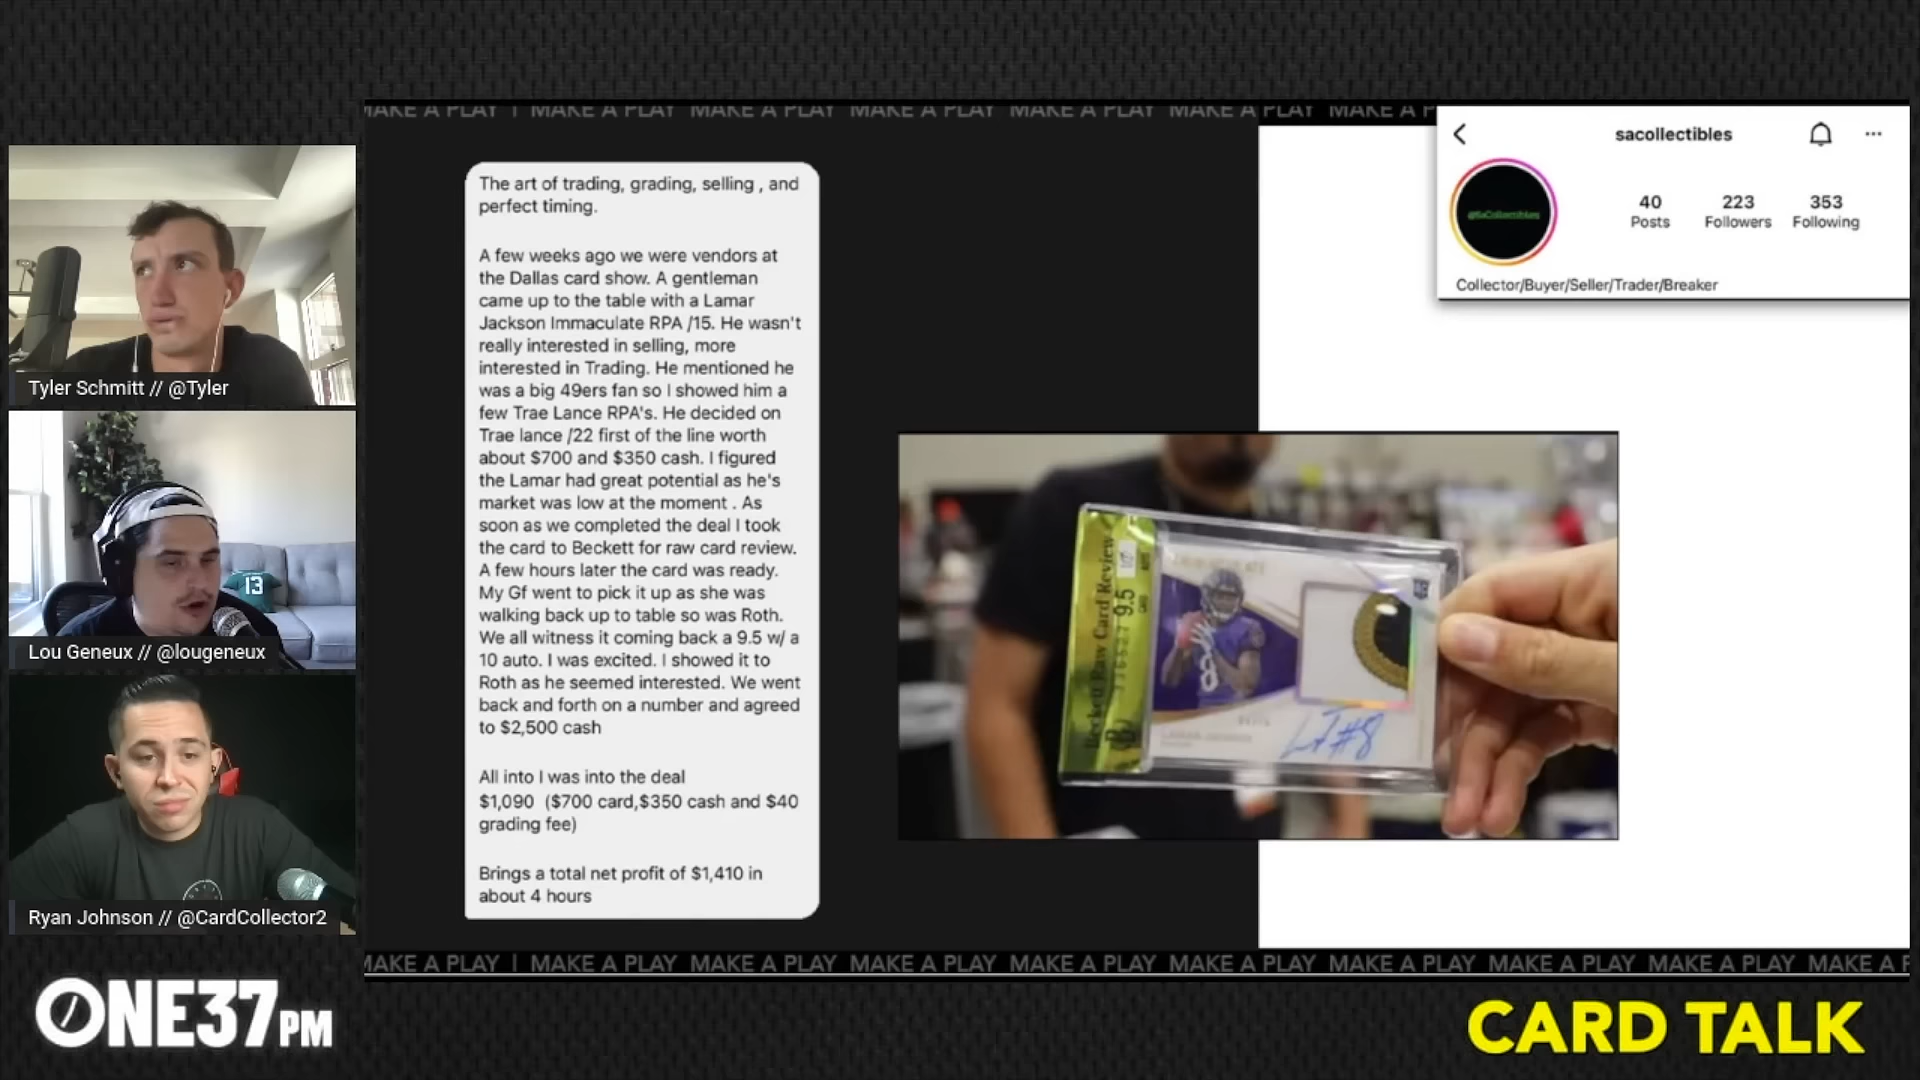 MAKE A PLAY | MAKE A PLAY MAKE A PLAY MAKE A PLAY MAKE A PLAY MAKE A PLAY MAKE A P
sacollectibles
40
Posts
223
Followers
353
Following
@SaCollectibles
Collector/Buyer/Seller/Trader/Breaker
The art of trading, grading, selling , and
perfect timing.
A few weeks ago we were vendors at
the Dallas card show. A gentleman
came up to the table with a Lamar
Jackson Immaculate RPA /15. He wasn't
really interested in selling, more
interested in Trading. He mentioned he
was a big 49ers fan so I showed him a
few Trae Lance RPA's. He decided on
Trae lance /22 first of the line worth
about $700 and $350 cash. I figured
the Lamar had great potential as he's
market was low at the moment . As
soon as we completed the deal I took
the card to Beckett for raw card review.
A few hours later the card was ready.
My Gf went to pick it up as she was
walking back up to table so was Roth.
We all witness it coming back a 9.5 w/ a
10 auto. I was excited. I showed it to
Roth as he seemed interested. We went
back and forth on a number and agreed
to $2,500 cash
All into I was into the deal
$1,090 ($700 card,$350 cash and $40
grading fee)
Brings a total net profit of $1,410 in
about 4 hours
Beckett Raw Card Review
9.5
10
8
LJ #8
Tyler Schmitt // @Tyler
13
Lou Geneux // @lougeneux
Ryan Johnson // @CardCollector2
MAKE A PLAY | MAKE A PLAY MAKE A PLAY MAKE A PLAY MAKE A PLAY MAKE A PLAY MAKE A PLAY MAKE A PLAY MAKE A PLAY MAKE A P
ONE37PM
CARD TALK